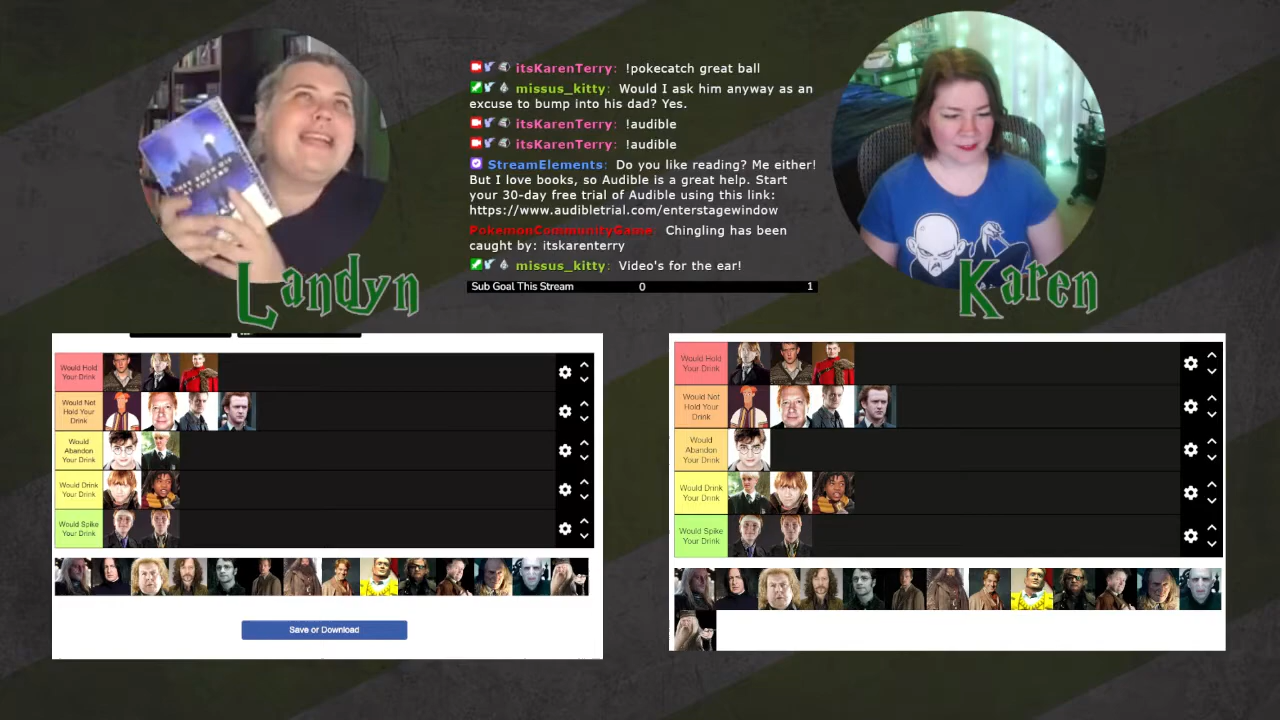 itsKarenTerry: !pokecatch great ball
missus_kitty: Would I ask him anyway as an
excuse to bump into his dad? Yes.
itsKarenTerry: !audible
itsKarenTerry: !audible
StreamElements: Do you like reading? Me either!
But I love books, so Audible is a great help. Start
your 30-day free trial of Audible using this link:
https://www.audibletrial.com/enterstagewindow
PokemonCommunityGame: Chingling has been
caught by: itskarenterry
missus_kitty: Video's for the ear!
Sub Goal This Stream 0 1
THEY BOTH DIE
AT THE END
Landyn
Karen
Would Hold
Your Drink
Would Not
Hold Your
Drink
Would
Abandon
Your Drink
Would Drink
Your Drink
Would Spike
Your Drink
Save or Download
Would Hold
Your Drink
Would Not
Hold Your
Drink
Would
Abandon
Your Drink
Would Drink
Your Drink
Would Spike
Your Drink